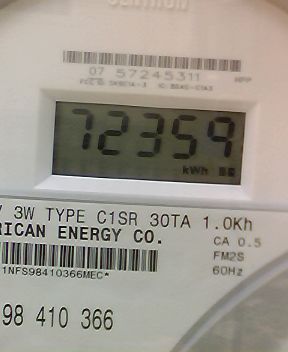 07 57245311
72359
kWh
V 3W TYPE C1SR 30TA 1.0Kh
RICAN ENERGY CO.
CA 0.5
FM2S
60Hz
1NFS98410366MEC*
98 410 366